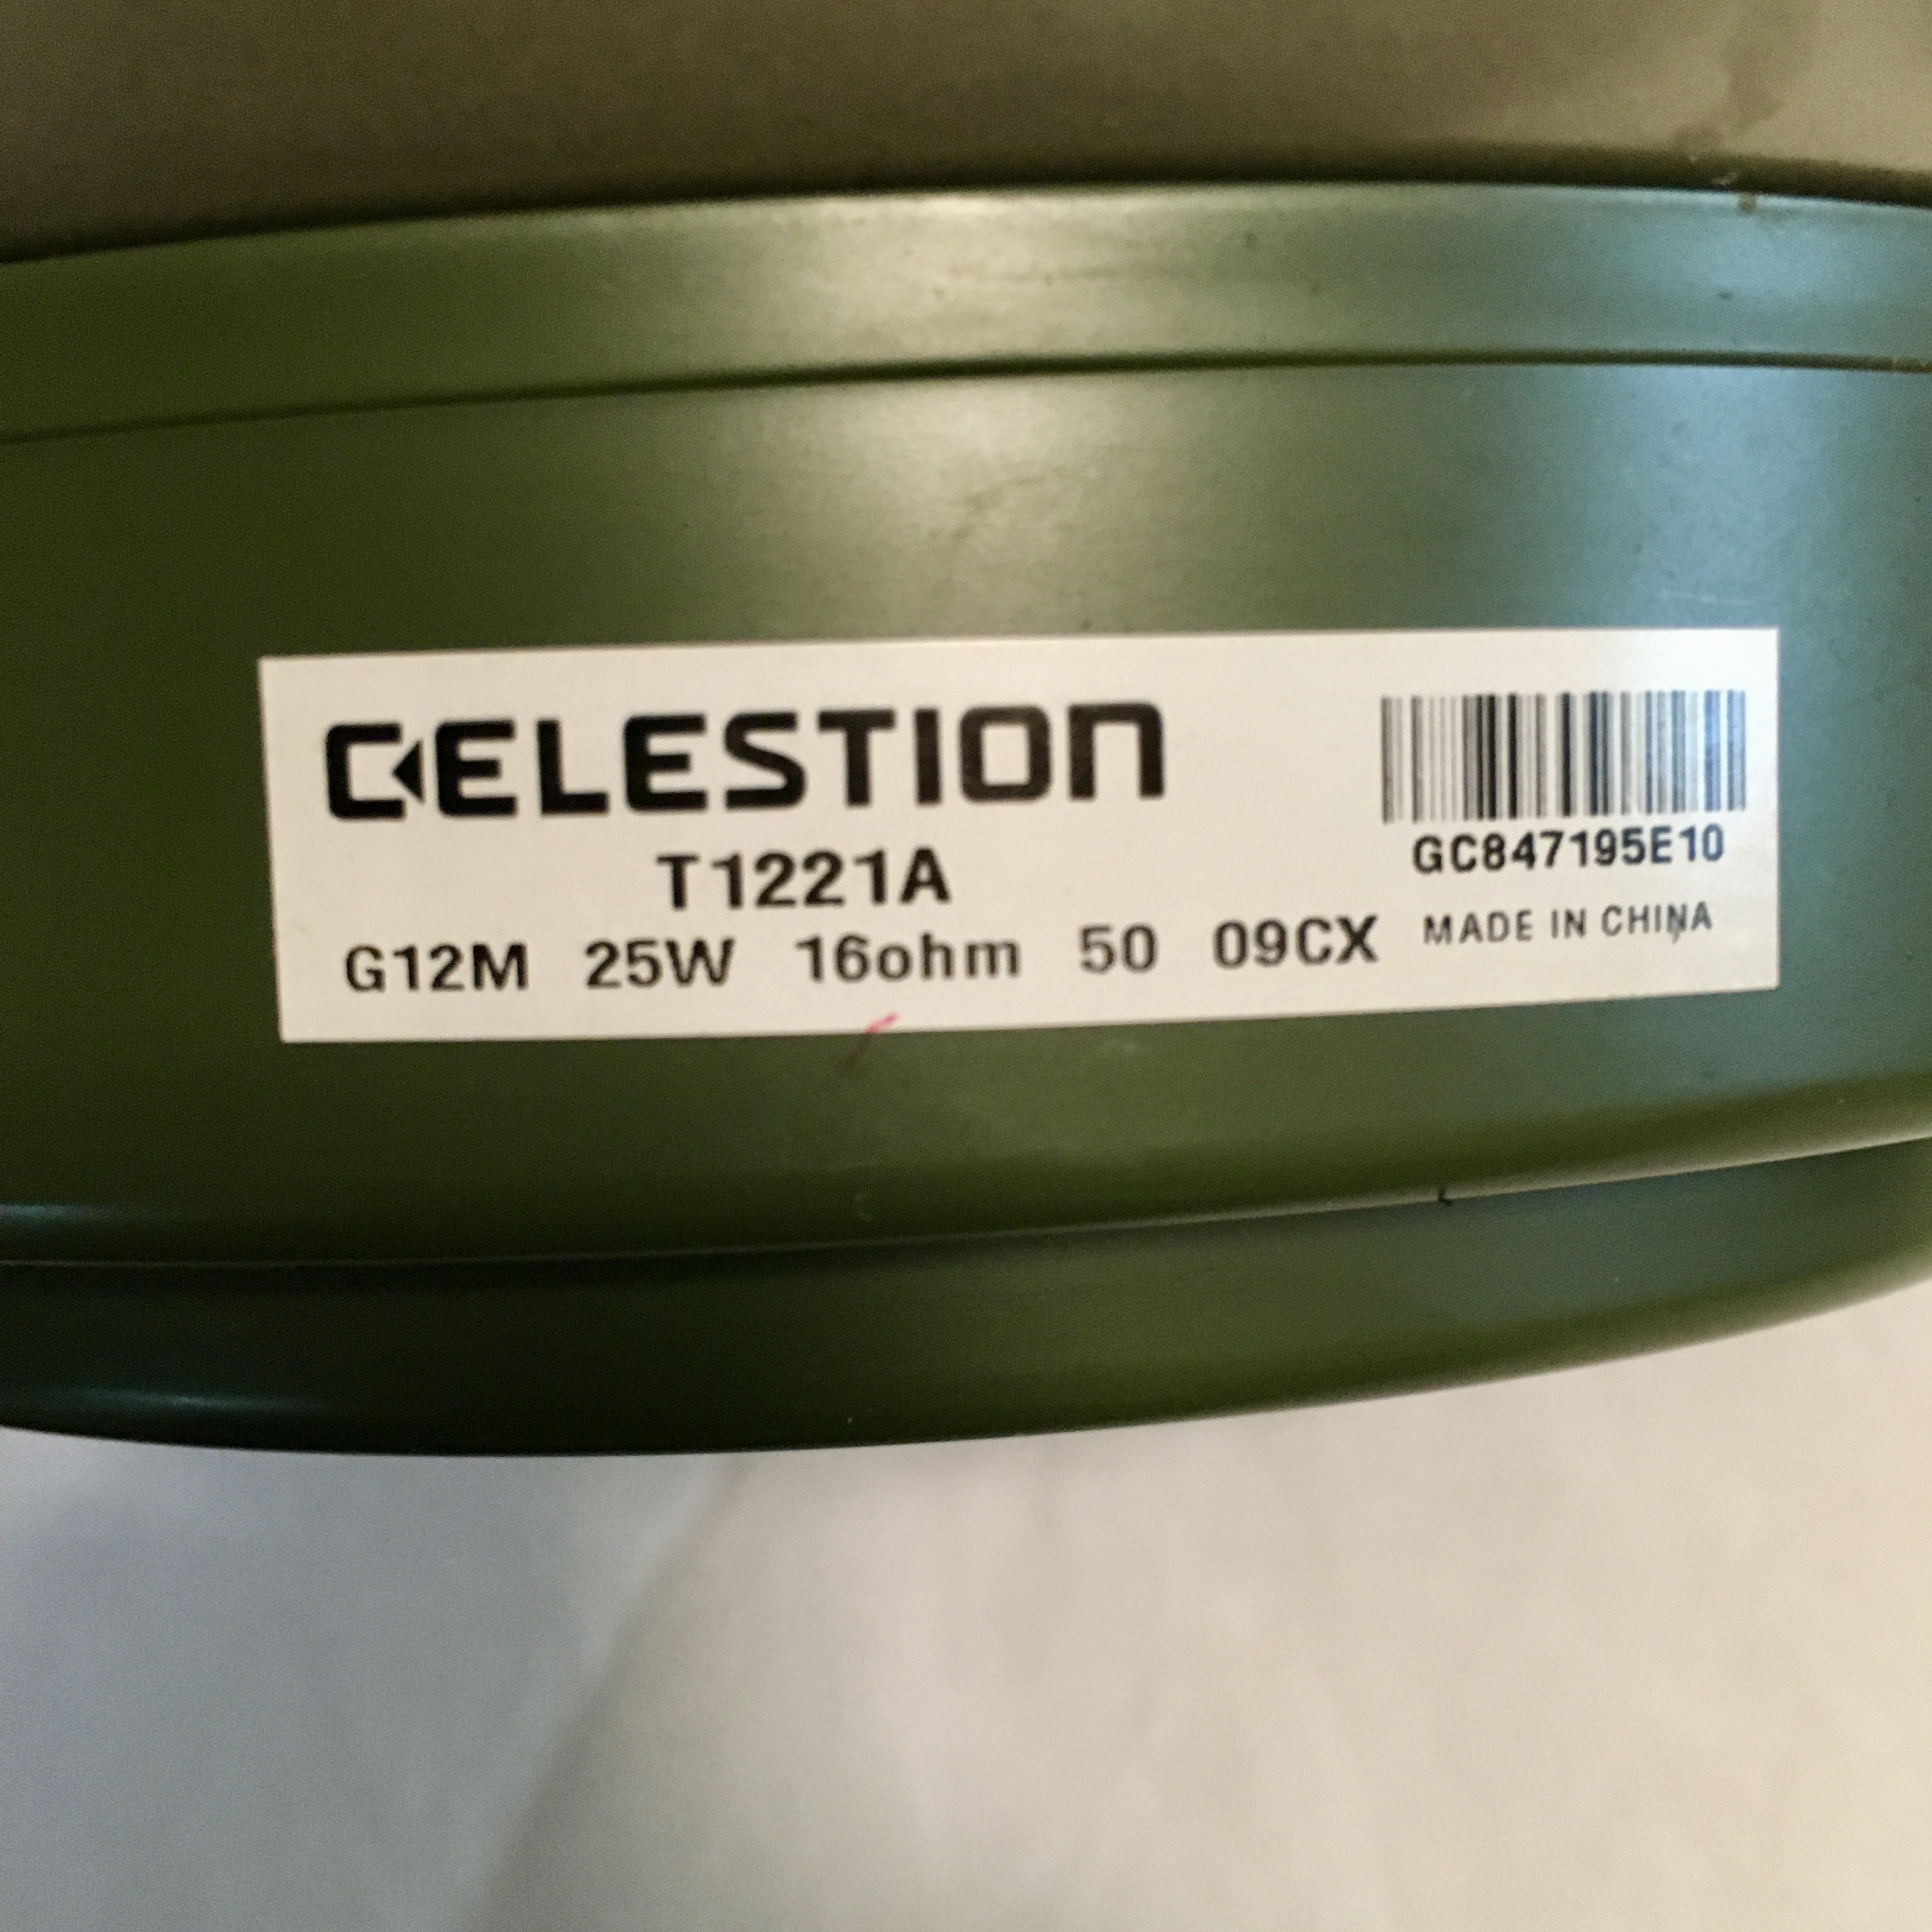 CELESTION
T1221A
G12M 25W 16ohm 50 09CX
GC847195E10
MADE IN CHINA